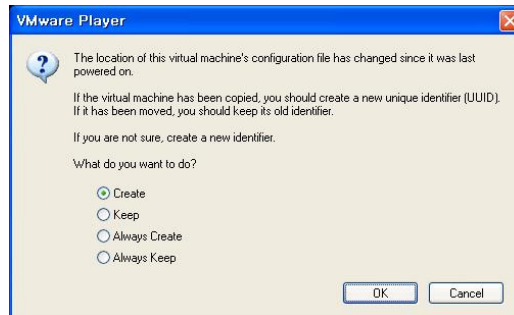 VMware Player
The location of this virtual machine's configuration file has changed since it was last
powered on.
If the virtual machine has been copied, you should create a new unique identifier (UUID).
If it has been moved, you should keep its old identifier.
If you are not sure, create a new identifier.
What do you want to do?
Create
Keep
Always Create
Always Keep
OK Cancel